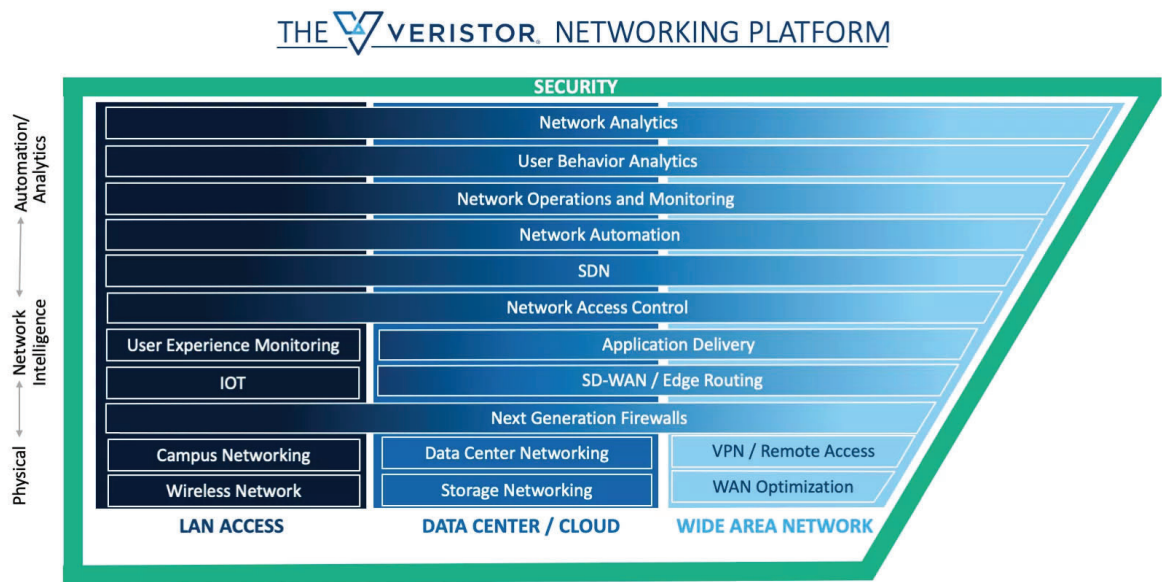 THE VERISTOR® NETWORKING PLATFORM
SECURITY
Automation/
Analytics
Network
Intelligence
Physical
Network Analytics
User Behavior Analytics
Network Operations and Monitoring
Network Automation
SDN
Network Access Control
User Experience Monitoring
Application Delivery
IOT
SD-WAN / Edge Routing
Next Generation Firewalls
Campus Networking
Data Center Networking
VPN / Remote Access
Wireless Network
Storage Networking
WAN Optimization
LAN ACCESS
DATA CENTER / CLOUD
WIDE AREA NETWORK